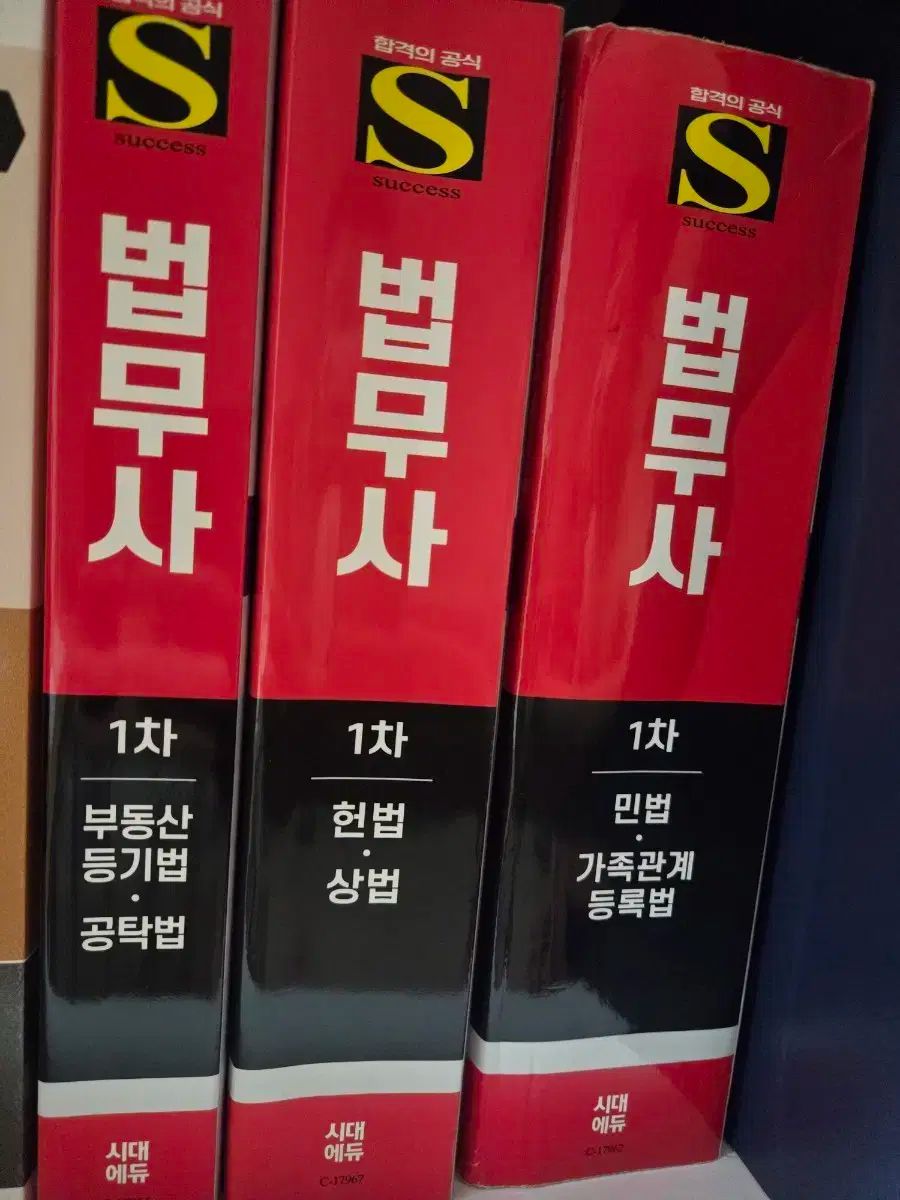 합격의 공식
S
success
법무사
1차
부동산
등기법
·
공탁법
시대
에듀
합격의 공식
S
success
법무사
1차
헌법
·
상법
시대
에듀
C-17967
합격의 공식
S
success
법무사
1차
민법
·
가족관계
등록법
시대
에듀
C-17967